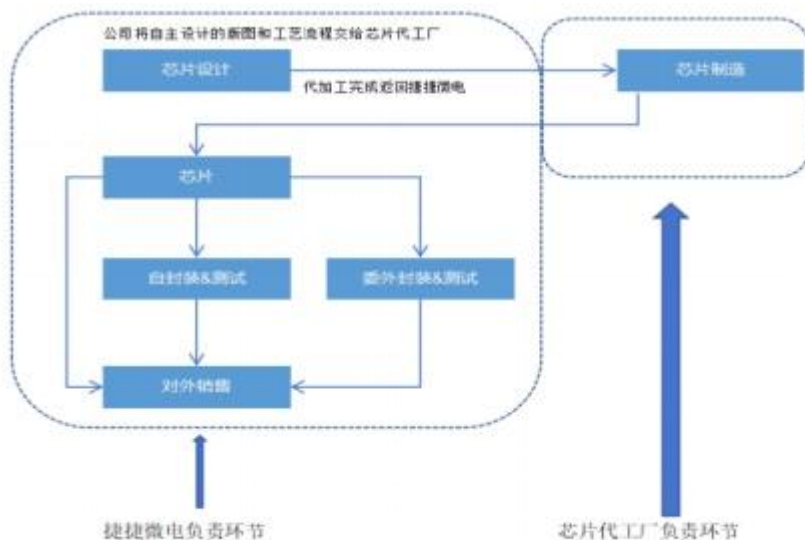 公司将自主设计的版图和工艺流程交给芯片代工厂
芯片设计
芯片制造
代加工完成返回捷捷微电
芯片
自封装&测试
委外封装&测试
对外销售
捷捷微电负责环节
芯片代工厂负责环节